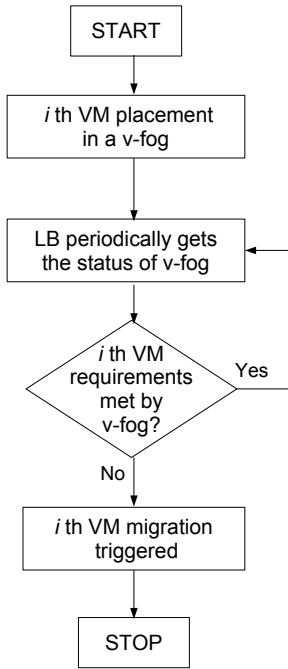 START
i th VM placement
in a v-fog
LB periodically gets
the status of v-fog
i th VM
requirements
met by
v-fog?
Yes
No
i th VM migration
triggered
STOP